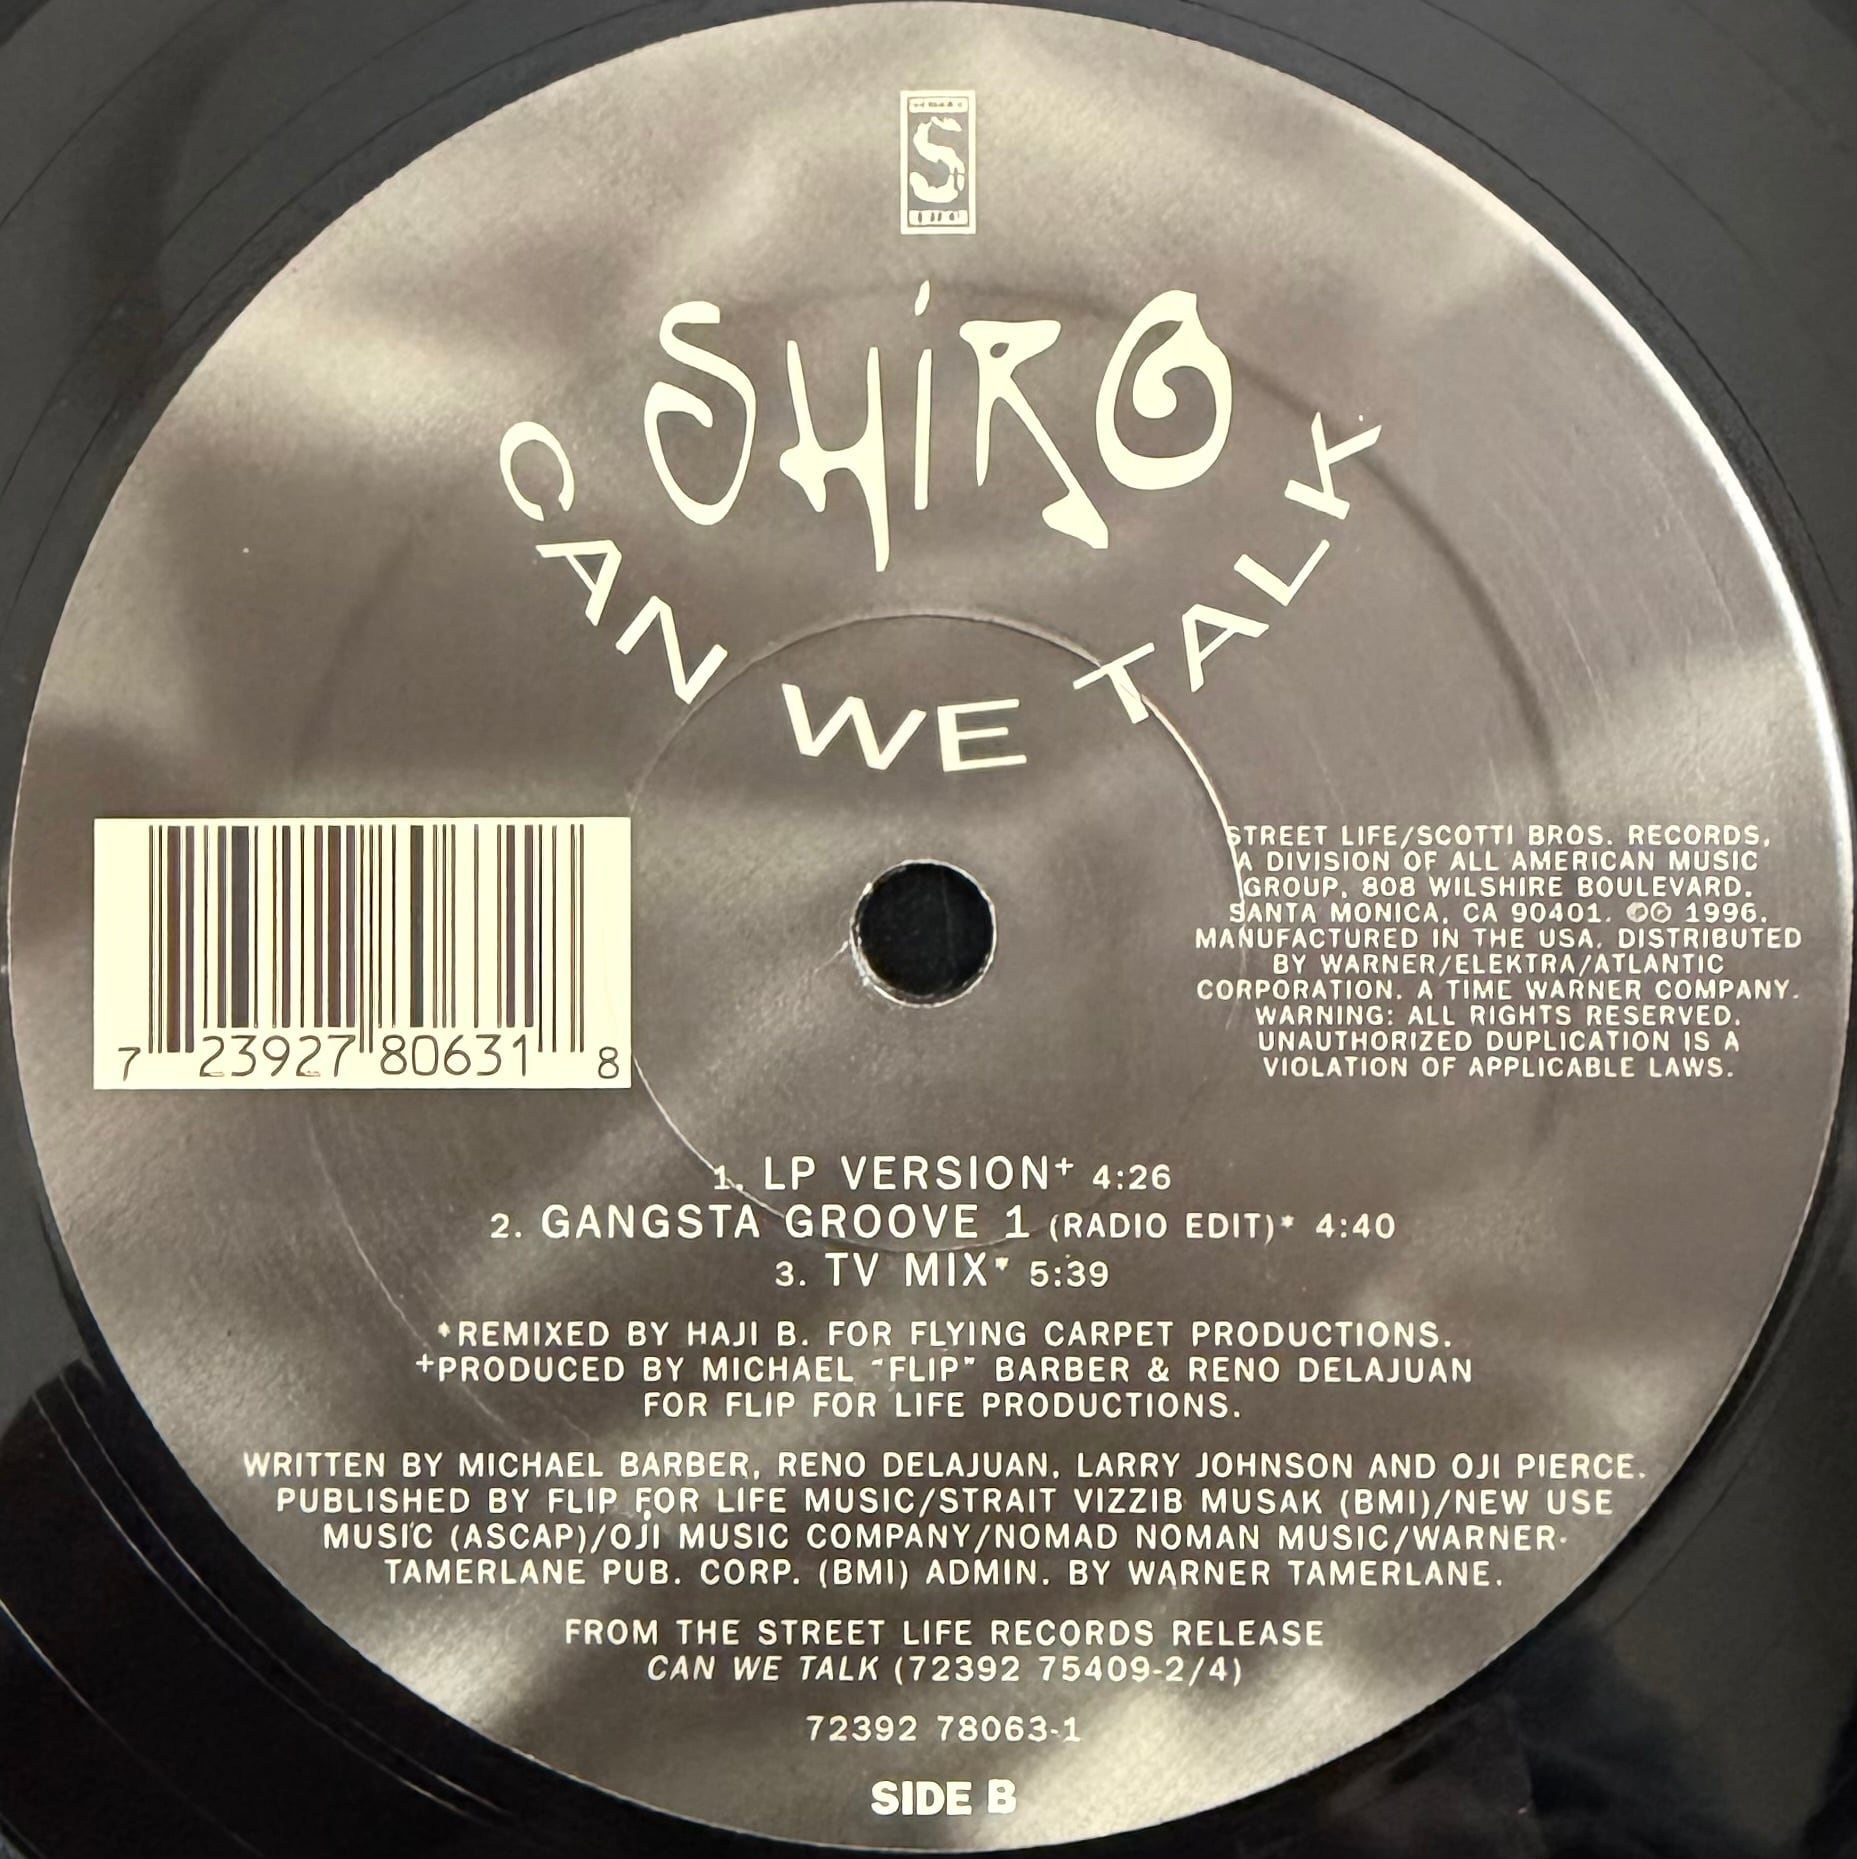 S
SHiRO
CAN WE TALK
7 23927 80631 8
STREET LIFE/SCOTTI BROS. RECORDS,
A DIVISION OF ALL AMERICAN MUSIC
GROUP, 808 WILSHIRE BOULEVARD,
SANTA MONICA, CA 90401. ℗© 1996.
MANUFACTURED IN THE USA. DISTRIBUTED
BY WARNER/ELEKTRA/ATLANTIC
CORPORATION. A TIME WARNER COMPANY.
WARNING: ALL RIGHTS RESERVED.
UNAUTHORIZED DUPLICATION IS A
VIOLATION OF APPLICABLE LAWS.
1. LP VERSION+ 4:26
2. GANGSTA GROOVE 1 (RADIO EDIT)* 4:40
3. TV MIX* 5:39
*REMIXED BY HAJI B. FOR FLYING CARPET PRODUCTIONS.
+PRODUCED BY MICHAEL "FLIP" BARBER & RENO DELAJUAN
FOR FLIP FOR LIFE PRODUCTIONS.
WRITTEN BY MICHAEL BARBER, RENO DELAJUAN, LARRY JOHNSON AND OJI PIERCE.
PUBLISHED BY FLIP FOR LIFE MUSIC/STRAIT VIZZIB MUSAK (BMI)/NEW USE
MUSIC (ASCAP)/OJI MUSIC COMPANY/NOMAD NOMAN MUSIC/WARNER-
TAMERLANE PUB. CORP. (BMI) ADMIN. BY WARNER TAMERLANE.
FROM THE STREET LIFE RECORDS RELEASE
CAN WE TALK (72392 75409-2/4)
72392 78063-1
SIDE B